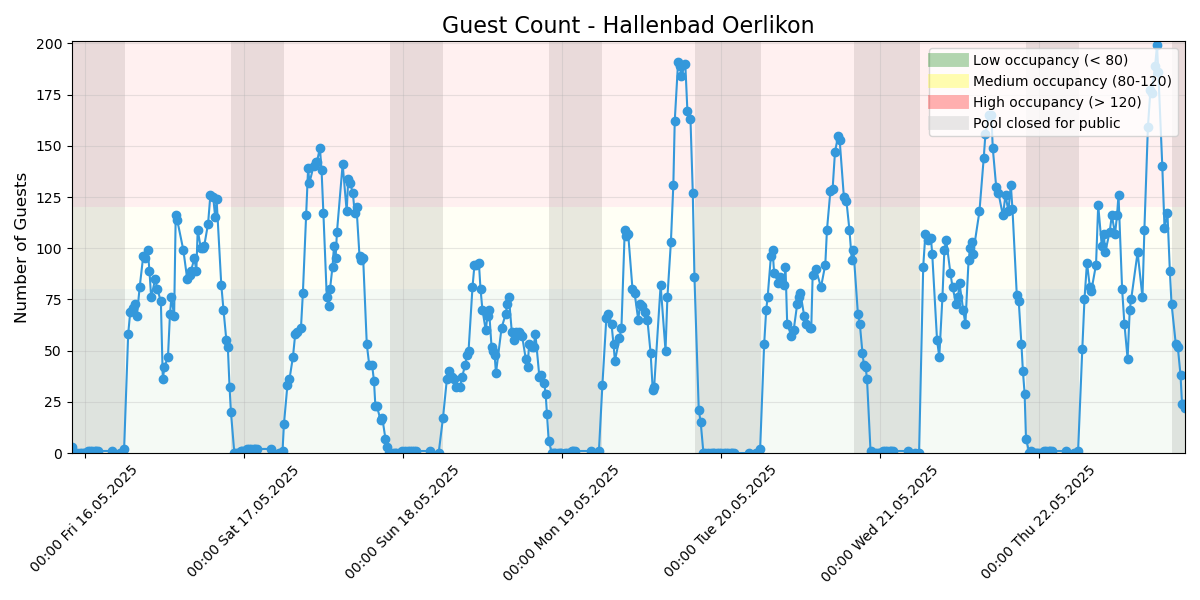 Guest Count - Hallenbad Oerlikon
Number of Guests
200
175
150
125
100
75
50
25
0
Low occupancy (< 80)
Medium occupancy (80-120)
High occupancy (> 120)
Pool closed for public
00:00 Fri 16.05.2025
00:00 Sat 17.05.2025
00:00 Sun 18.05.2025
00:00 Mon 19.05.2025
00:00 Tue 20.05.2025
00:00 Wed 21.05.2025
00:00 Thu 22.05.2025